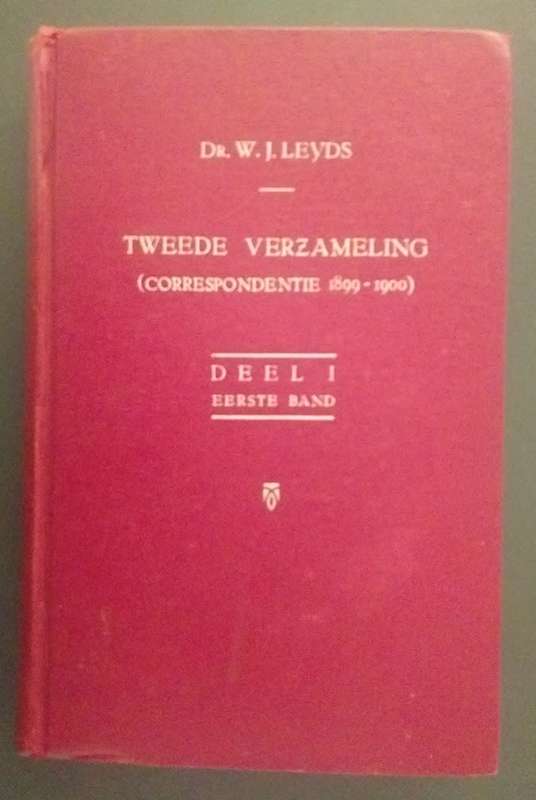 DR. W. J. LEYDS
TWEEDE VERZAMELING
(CORRESPONDENTIE 1899-1900)
DEEL I
EERSTE BAND